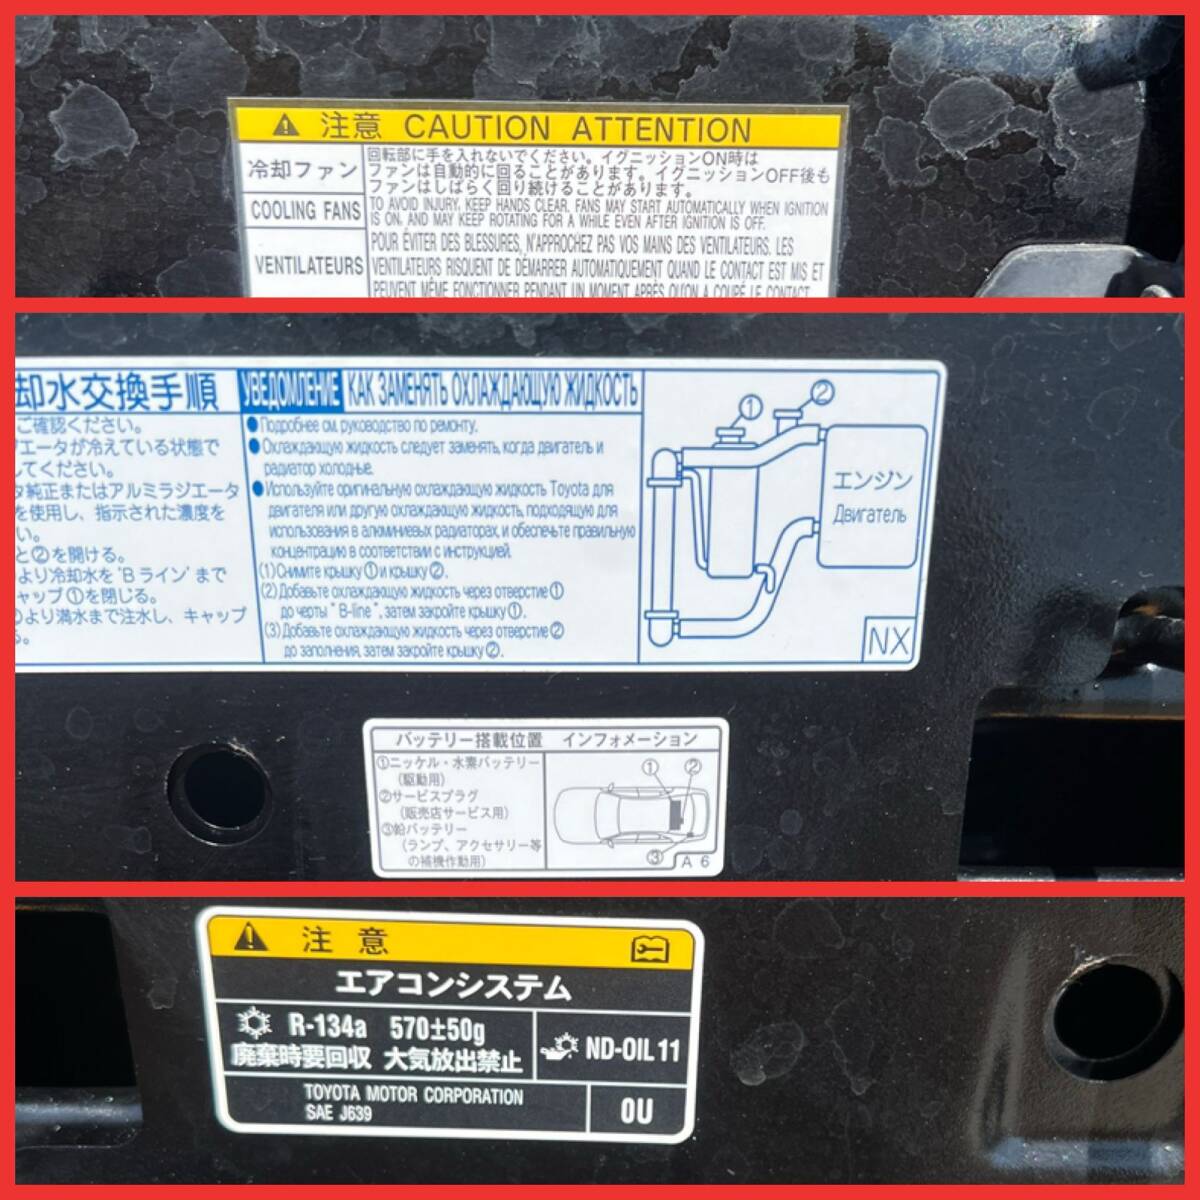 注意 CAUTION ATTENTION
冷却ファン
回転部に手を入れないでください。イグニッションON時は
ファンは自動的に回ることがあります。イグニッションOFF後も
ファンはしばらく回り続けることがあります。
COOLING FANS
TO AVOID INJURY, KEEP HANDS CLEAR. FANS MAY START AUTOMATICALLY WHEN IGNITION
IS ON, AND MAY KEEP ROTATING FOR A WHILE EVEN AFTER IGNITION IS OFF.
VENTILATEURS
POUR ÉVITER DES BLESSURES, N'APPROCHEZ PAS VOS MAINS DES VENTILATEURS. LES
VENTILATEURS RISQUENT DE DÉMARRER AUTOMATIQUEMENT QUAND LE CONTACT EST MIS ET
PEUVENT MÊME FONCTIONNER PENDANT UN MOMENT APRÈS QU'ON A COUPÉ LE CONTACT
却水交換手順
ご確認ください。
ジエータが冷えている状態で
してください。
タ純正またはアルミラジエータ
を使用し、指示された濃度を
い。
と②を開ける。
より冷却水を'Bライン'まで
ャップ①を閉じる。
より満水まで注水し、キャップ
る。
УВЕДОМЛЕНИЕ КАК ЗАМЕНЯТЬ ОХЛАЖДАЮЩУЮ ЖИДКОСТЬ
●Подробнее см. руководство по ремонту.
●Охлаждающую жидкость следует заменять, когда двигатель и
радиатор холодные.
●Используйте оригинальную охлаждающую жидкость Toyota для
двигателя или другую охлаждающую жидкость, подходящую для
использования в алюминиевых радиаторах, и обеспечьте правильную
концентрацию в соответствии с инструкцией.
(1)Снимите крышку ① и крышку ②.
(2)Добавьте охлаждающую жидкость через отверстие ①
до черты "B-line", затем закройте крышку ①.
(3)Добавьте охлаждающую жидкость через отверстие ②
до заполнения, затем закройте крышку ②.
① ②
エンジン
Двигатель
NX
バッテリー搭載位置 インフォメーション
①ニッケル・水素バッテリー
(駆動用)
②サービスプラグ
(販売店サービス用)
③鉛バッテリー
(ランプ、アクセサリー等
の補機作動用)
① ②
③
A 6
注意
エアコンシステム
R-134a 570±50g
廃棄時要回収 大気放出禁止
ND-OIL 11
TOYOTA MOTOR CORPORATION
SAE J639
0U